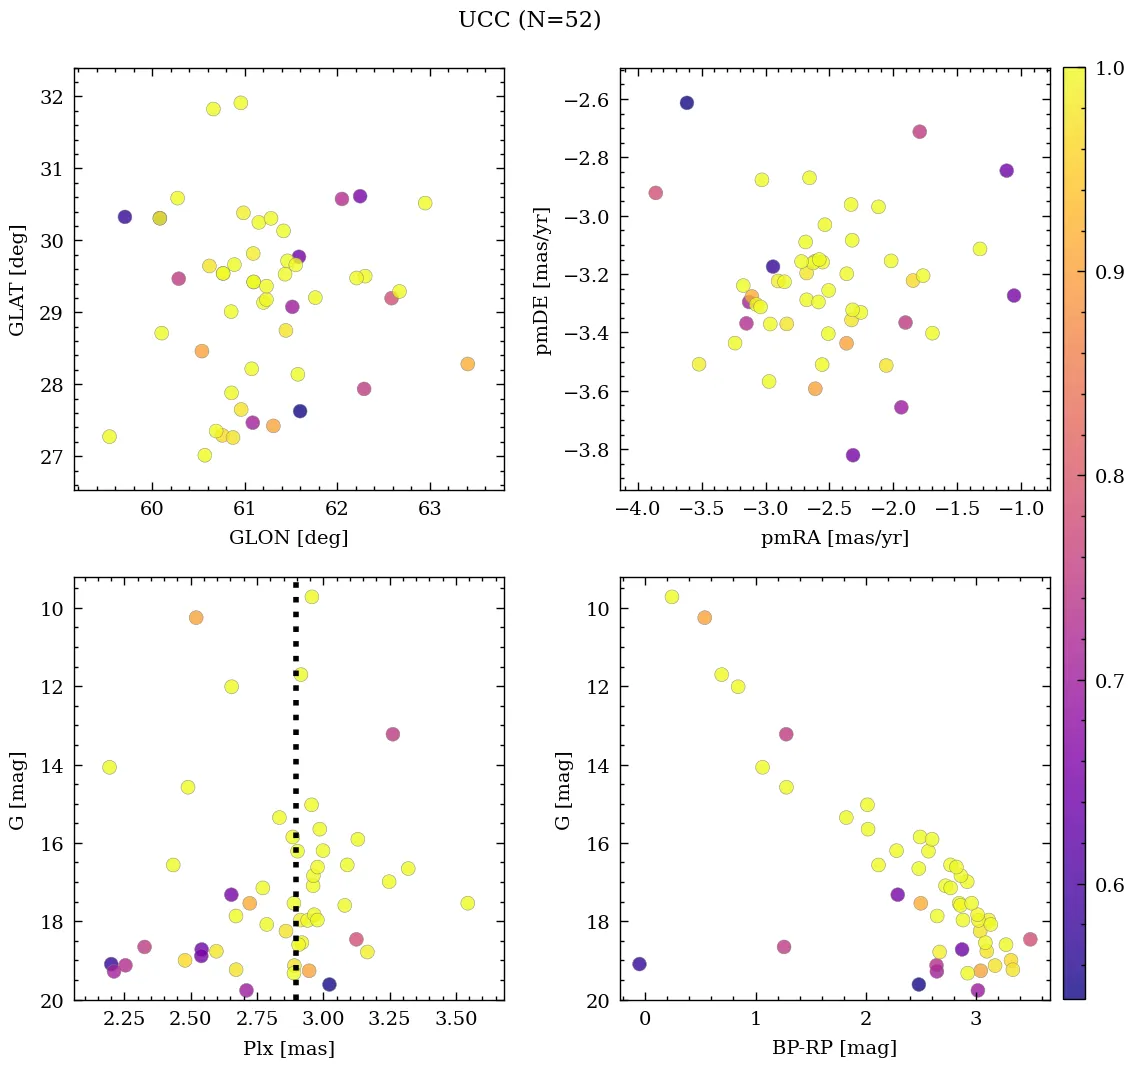 UCC (N=52)
32
31
30
29
28
27
GLAT [deg]
60 61 62 63
GLON [deg]
−2.6
−2.8
−3.0
−3.2
−3.4
−3.6
−3.8
pmDE [mas/yr]
−4.0 −3.5 −3.0 −2.5 −2.0 −1.5 −1.0
pmRA [mas/yr]
10
12
14
16
18
20
G [mag]
2.25 2.50 2.75 3.00 3.25 3.50
Plx [mas]
10
12
14
16
18
20
G [mag]
0 1 2 3
BP-RP [mag]
1.0
0.9
0.8
0.7
0.6